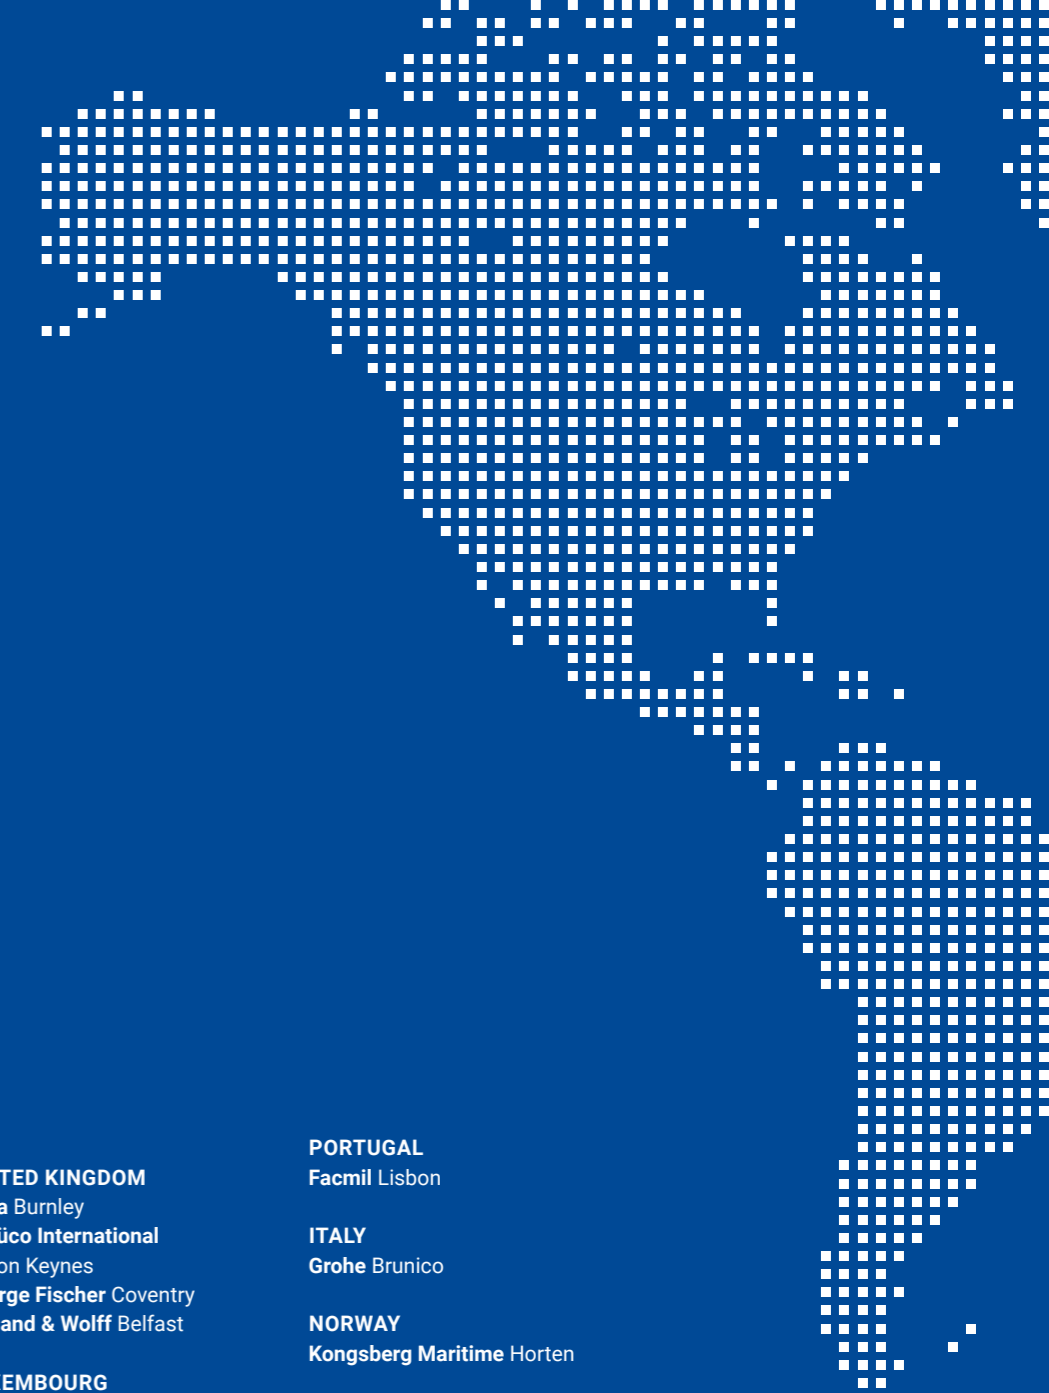 TED KINGDOM
a Burnley
üco International
on Keynes
rge Fischer Coventry
and & Wolff Belfast
EMBOURG
PORTUGAL
Facmil Lisbon
ITALY
Grohe Brunico
NORWAY
Kongsberg Maritime Horten